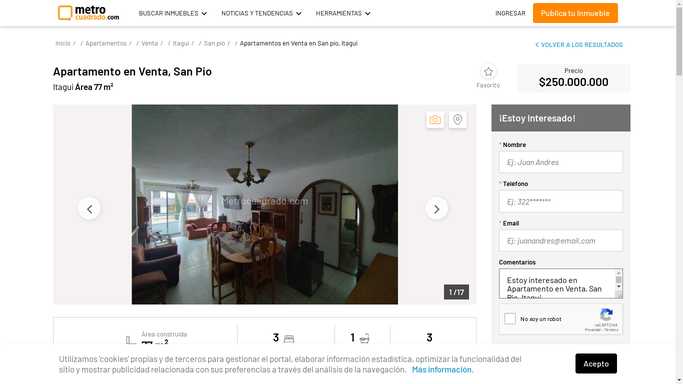 metro
cuadrado.com
BUSCAR INMUEBLES
NOTICIAS Y TENDENCIAS
HERRAMIENTAS
INGRESAR
Publica tu inmueble
Inicio / / Apartamentos / / Venta / / Itagui / / San pio / / Apartamentos en Venta en San pio, Itagui
< VOLVER A LOS RESULTADOS
Apartamento en Venta, San Pio
Itagui Área 77 m²
Favorito
Precio
$250.000.000
Metrocuadrado.com
1 /17
¡Estoy Interesado!
* Nombre
Ej: Juan Andres
* Teléfono
Ej: 322*******
* Email
Ej: juanandres@email.com
Comentarios
Estoy interesado en
Apartamento en Venta, San
Pio, Itagui
No soy un robot
reCAPTCHA
Privacidad - Términos
Área construida
77 m²
3
1
3
Utilizamos 'cookies' propias y de terceros para gestionar el portal, elaborar información estadística, optimizar la funcionalidad del
sitio y mostrar publicidad relacionada con sus preferencias a través del análisis de la navegación. Más información.
Acepto